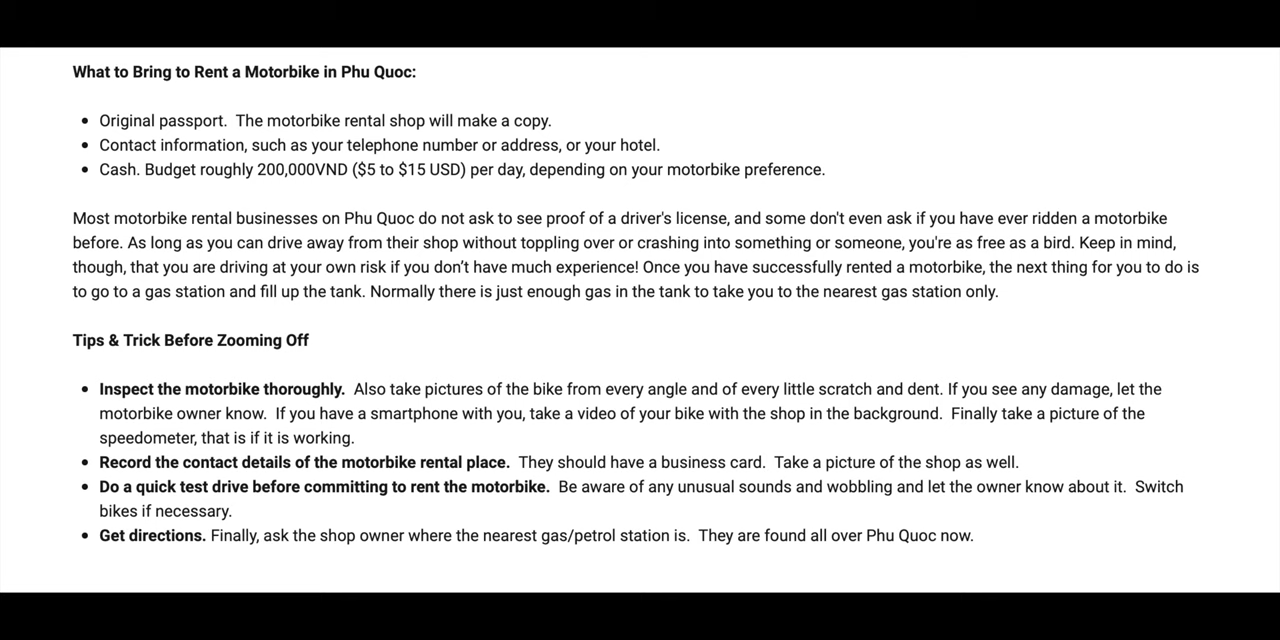 What to Bring to Rent a Motorbike in Phu Quoc:
• Original passport.  The motorbike rental shop will make a copy.
• Contact information, such as your telephone number or address, or your hotel.
• Cash. Budget roughly 200,000VND ($5 to $15 USD) per day, depending on your motorbike preference.
Most motorbike rental businesses on Phu Quoc do not ask to see proof of a driver's license, and some don't even ask if you have ever ridden a motorbike
before. As long as you can drive away from their shop without toppling over or crashing into something or someone, you're as free as a bird. Keep in mind,
though, that you are driving at your own risk if you don’t have much experience! Once you have successfully rented a motorbike, the next thing for you to do is
to go to a gas station and fill up the tank. Normally there is just enough gas in the tank to take you to the nearest gas station only.
Tips & Trick Before Zooming Off
• Inspect the motorbike thoroughly.  Also take pictures of the bike from every angle and of every little scratch and dent. If you see any damage, let the
motorbike owner know.  If you have a smartphone with you, take a video of your bike with the shop in the background.  Finally take a picture of the
speedometer, that is if it is working.
• Record the contact details of the motorbike rental place.  They should have a business card.  Take a picture of the shop as well.
• Do a quick test drive before committing to rent the motorbike.  Be aware of any unusual sounds and wobbling and let the owner know about it.  Switch
bikes if necessary.
• Get directions. Finally, ask the shop owner where the nearest gas/petrol station is.  They are found all over Phu Quoc now.